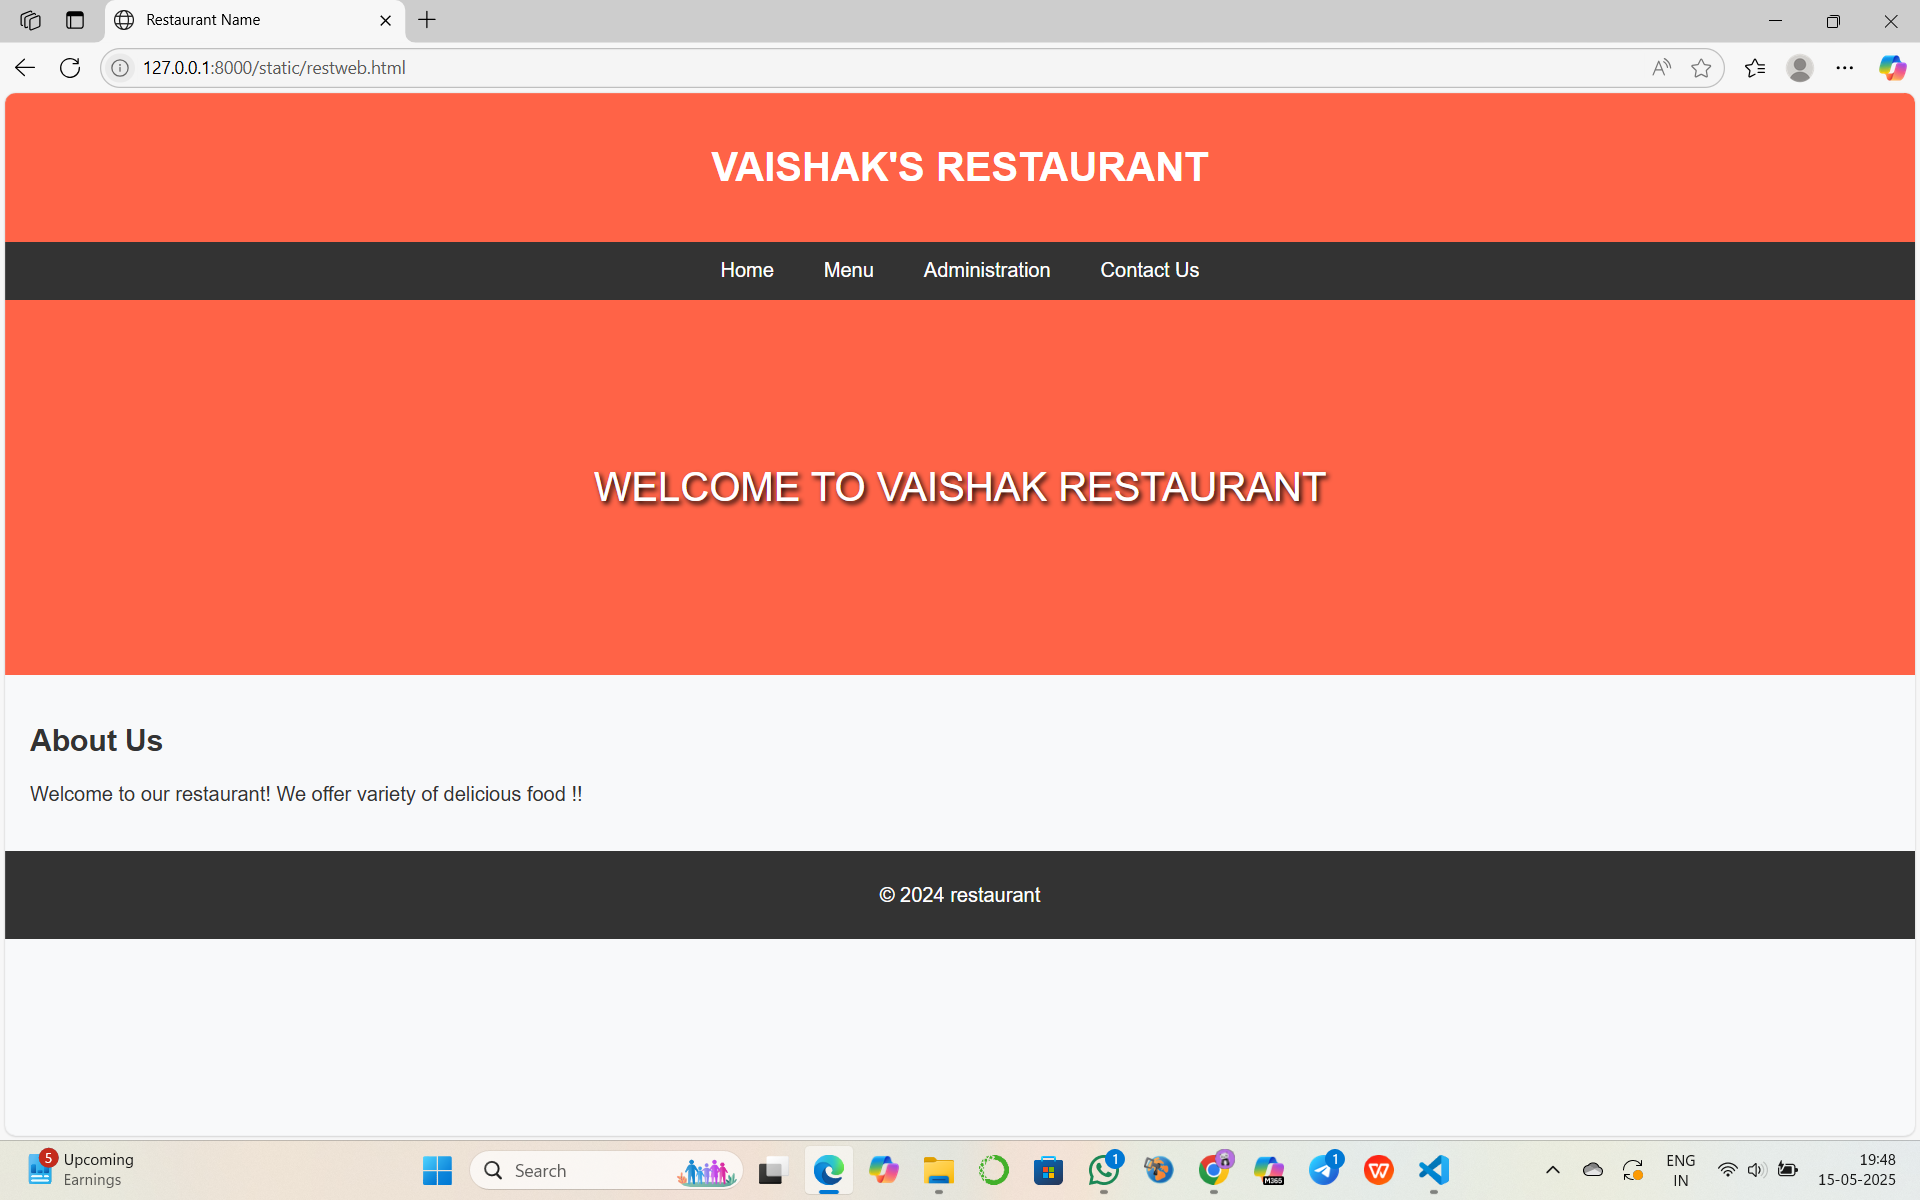 Restaurant Name
127.0.0.1:8000/static/restweb.html
VAISHAK'S RESTAURANT
Home Menu Administration Contact Us
WELCOME TO VAISHAK RESTAURANT
About Us
Welcome to our restaurant! We offer variety of delicious food !!
© 2024 restaurant
5
Upcoming
Earnings
Search
1
M365
1
ENG
IN
19:48
15-05-2025